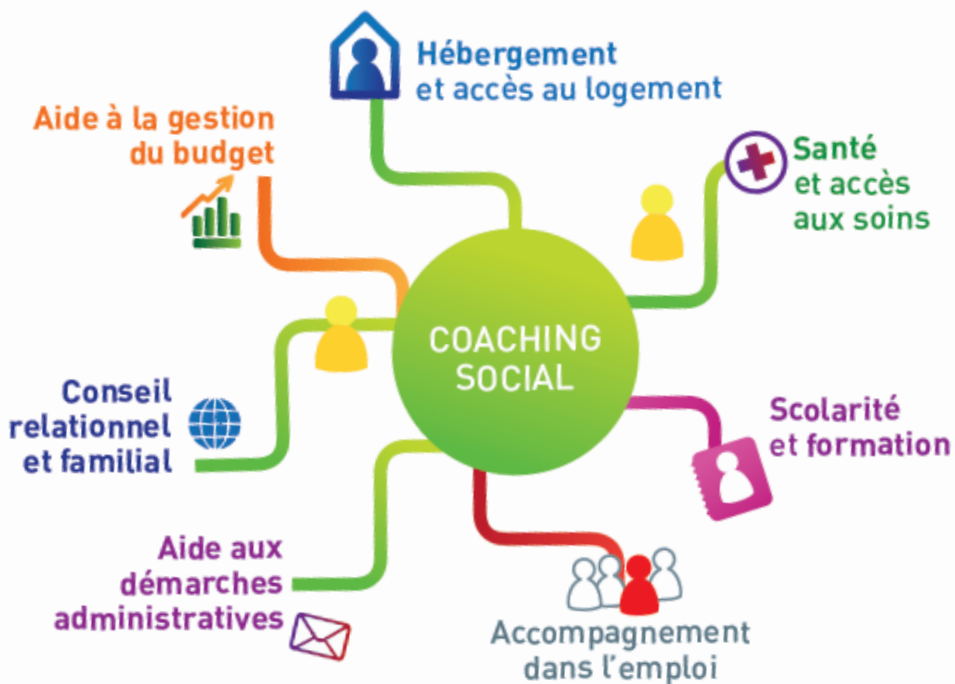 Hébergement
et accès au logement
Aide à la gestion
du budget
Santé
et accès
aux soins
COACHING
SOCIAL
Conseil
relationnel
et familial
Scolarité
et formation
Aide aux
démarches
administratives
Accompagnement
dans l'emploi